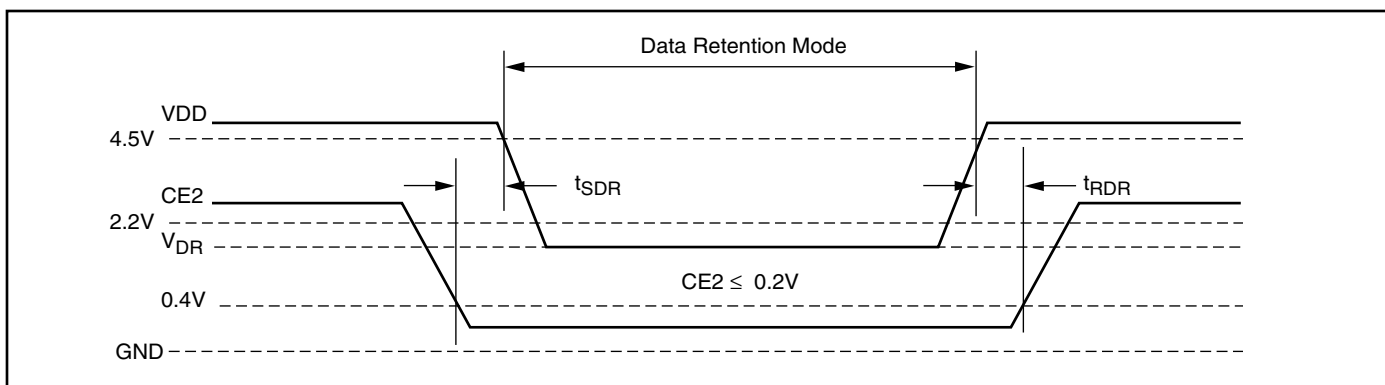 Data Retention Mode
VDD
4.5V
tSDR
tRDR
CE2
2.2V
VDR
CE2 ≤ 0.2V
0.4V
GND